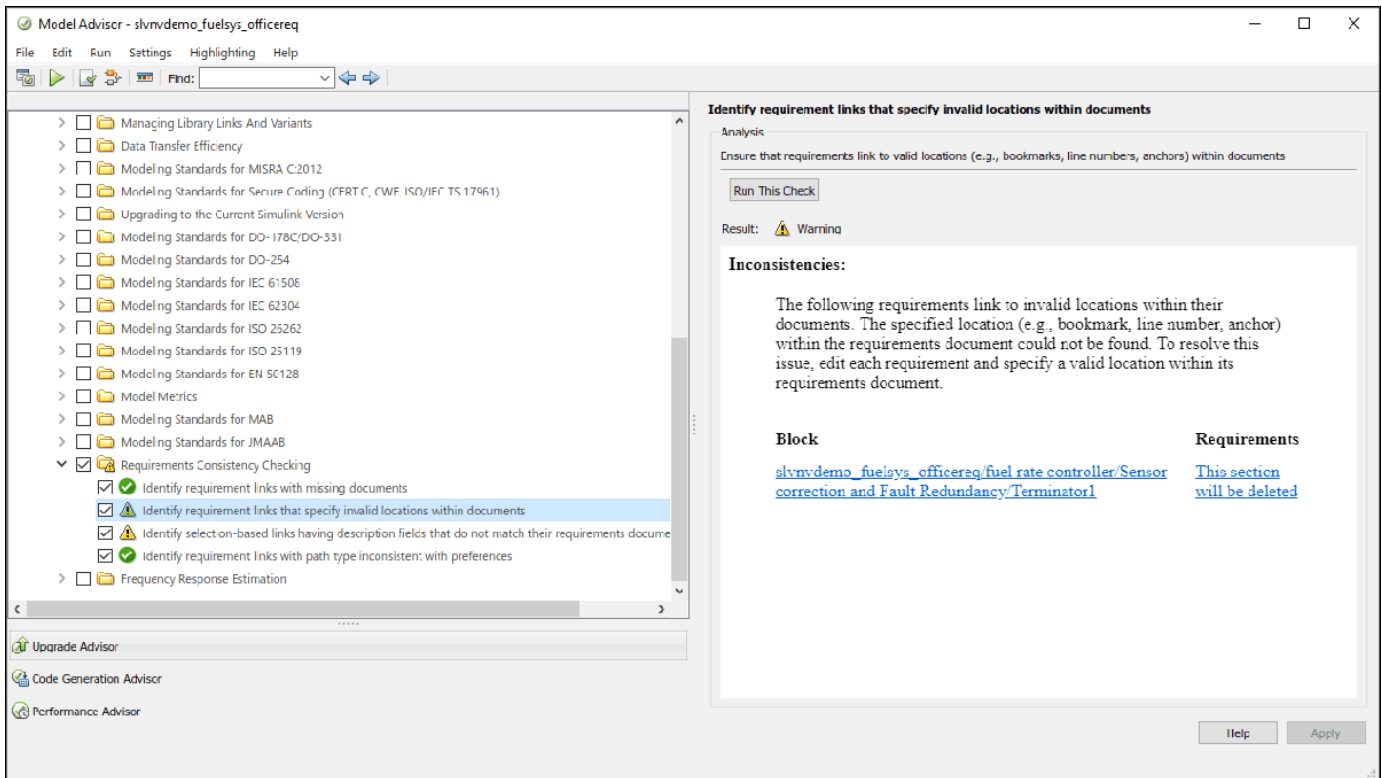 Model Advisor - slvnvdemo_fuelsys_officereq
File Edit Run Settings Highlighting Help
Find:
Managing Library Links And Variants
Data Transfer Efficiency
Modeling Standards for MISRA C:2012
Modeling Standards for Secure Coding (CERT C, CWE, ISO/IEC TS 17961)
Upgrading to the Current Simulink Version
Modeling Standards for DO-178C/DO-331
Modeling Standards for DO-254
Modeling Standards for IEC 61508
Modeling Standards for IEC 62304
Modeling Standards for ISO 26262
Modeling Standards for ISO 25119
Modeling Standards for EN 50128
Model Metrics
Modeling Standards for MAB
Modeling Standards for JMAAB
Requirements Consistency Checking
Identify requirement links with missing documents
Identify requirement links that specify invalid locations within documents
Identify selection-based links having description fields that do not match their requirements docume
Identify requirement links with path type inconsistent with preferences
Frequency Response Estimation
Upgrade Advisor
Code Generation Advisor
Performance Advisor
Identify requirement links that specify invalid locations within documents
Analysis
Ensure that requirements link to valid locations (e.g., bookmarks, line numbers, anchors) within documents
Run This Check
Result: Warning
Inconsistencies:
The following requirements link to invalid locations within their
documents. The specified location (e.g., bookmark, line number, anchor)
within the requirements document could not be found. To resolve this
issue, edit each requirement and specify a valid location within its
requirements document.
Block Requirements
slvnvdemo_fuelsys_officereq/fuel rate controller/Sensor This section
correction and Fault Redundancy/Terminator1 will be deleted
Help Apply